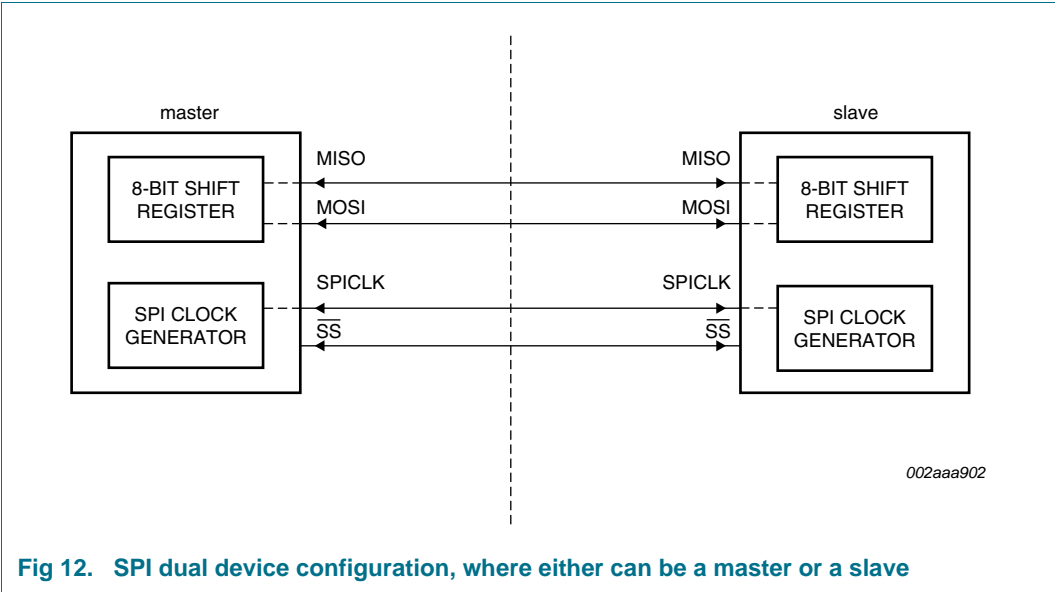 master
slave
8-BIT SHIFT
REGISTER
MISO
MISO
8-BIT SHIFT
REGISTER
MOSI
MOSI
SPI CLOCK
GENERATOR
SPICLK
SPICLK
SPI CLOCK
GENERATOR
SS
SS
002aaa902
Fig 12. SPI dual device configuration, where either can be a master or a slave